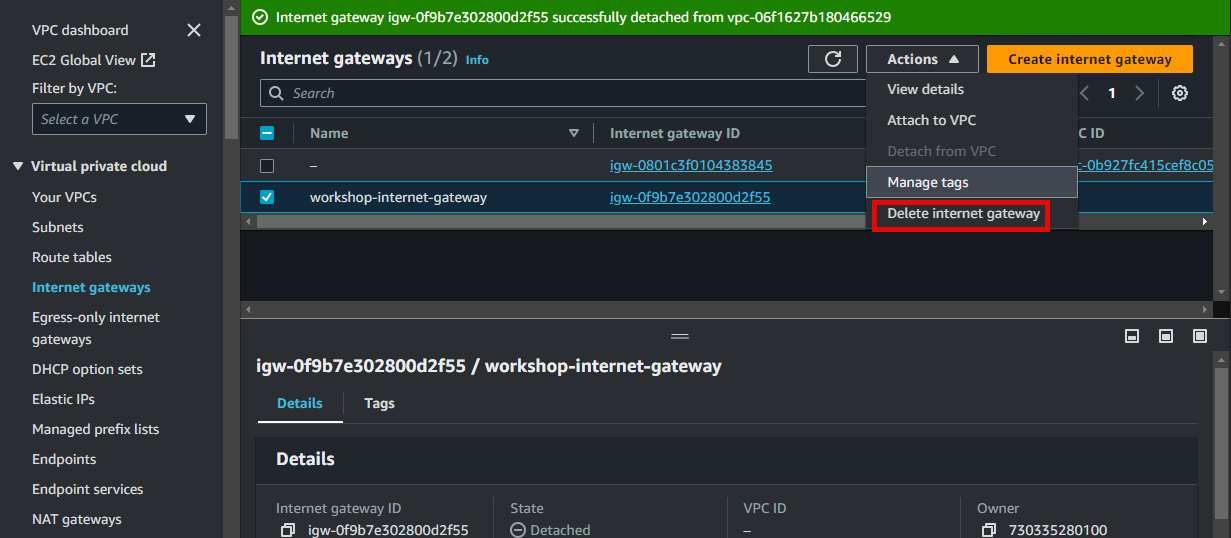 VPC dashboard
EC2 Global View
Filter by VPC:
Select a VPC
Virtual private cloud
Your VPCs
Subnets
Route tables
Internet gateways
Egress-only internet
gateways
DHCP option sets
Elastic IPs
Managed prefix lists
Endpoints
Endpoint services
NAT gateways
Internet gateway igw-0f9b7e302800d2f55 successfully detached from vpc-06f1627b180466529
Internet gateways (1/2) Info
Actions
Create internet gateway
Search
1
View details
Attach to VPC
Detach from VPC
Manage tags
Delete internet gateway
Name Internet gateway ID C ID
– igw-0801c3f0104383845 c-0b927fc415cef8c05
workshop-internet-gateway igw-0f9b7e302800d2f55
igw-0f9b7e302800d2f55 / workshop-internet-gateway
Details Tags
Details
Internet gateway ID State VPC ID Owner
igw-0f9b7e302800d2f55 Detached – 730335280100